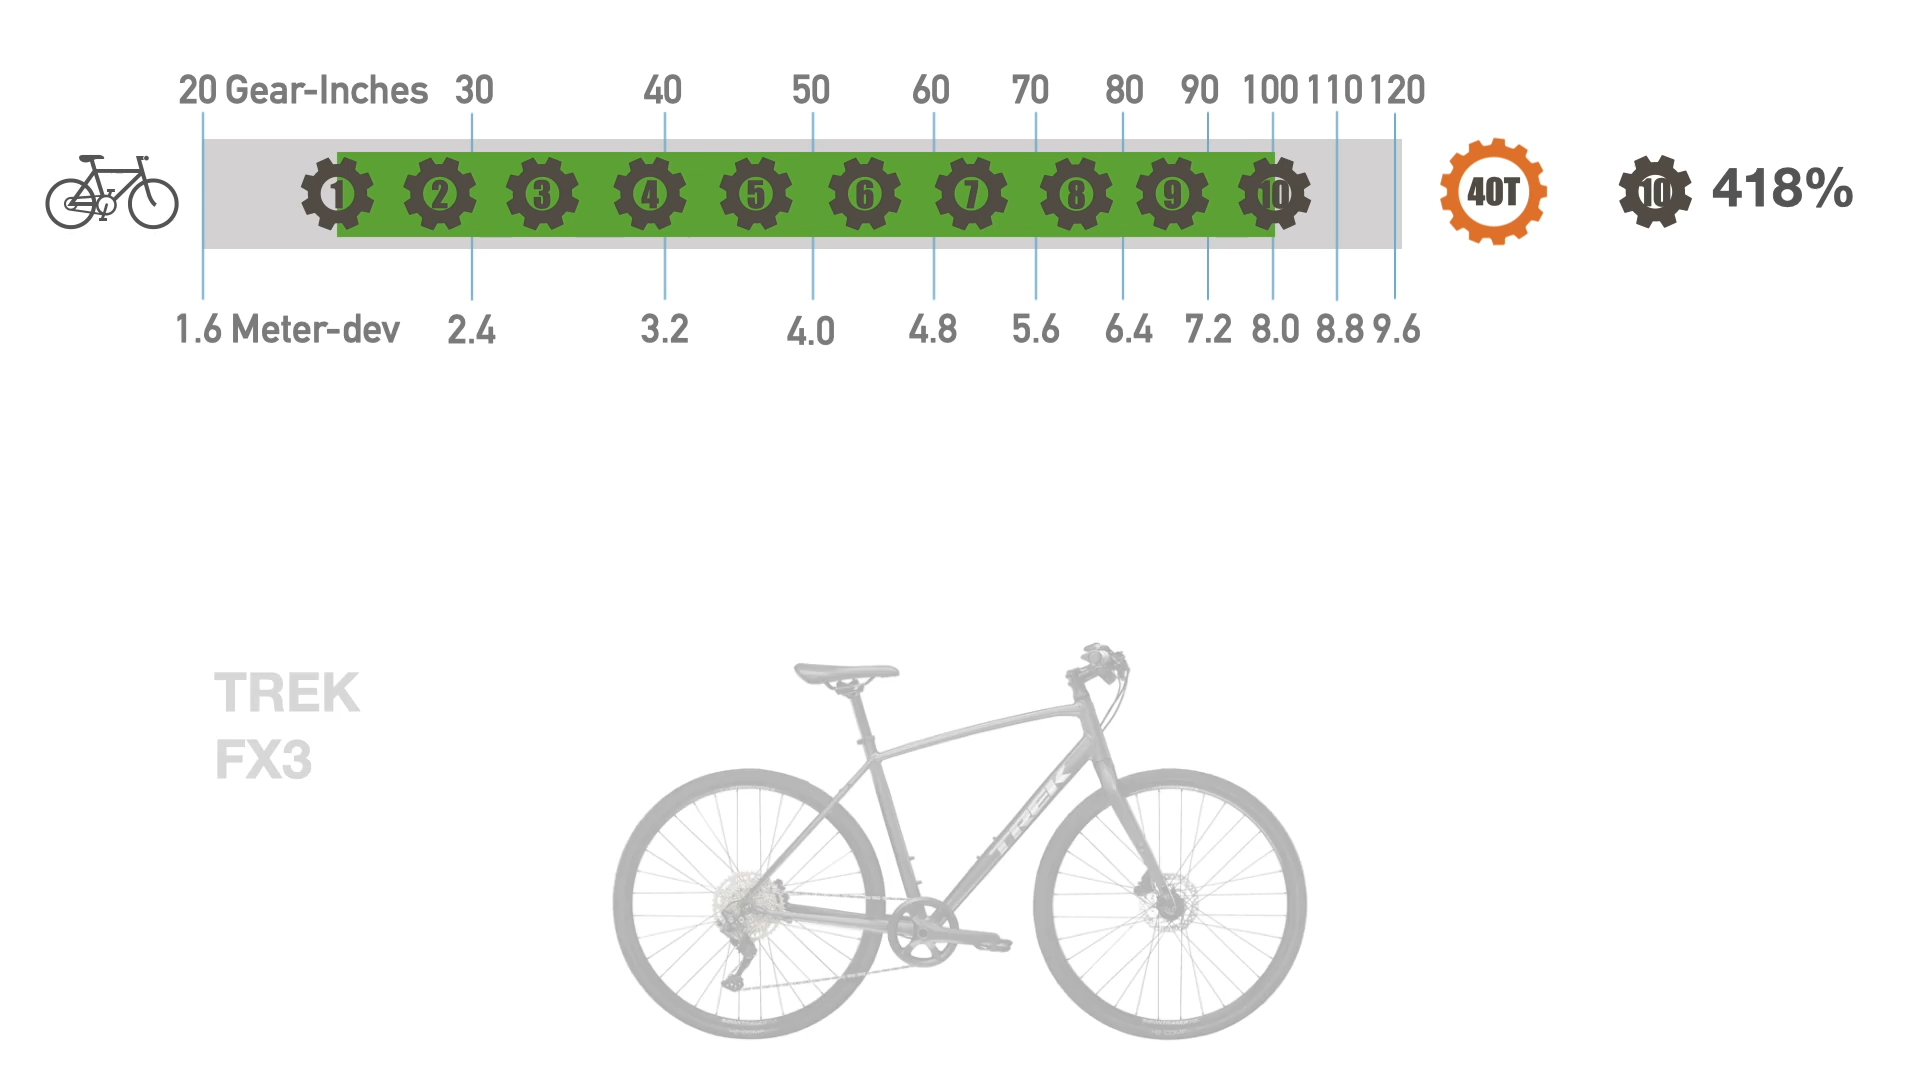 20 Gear-Inches 30 40 50 60 70 80 90 100 110 120
1 2 3 4 5 6 7 8 9 10 40T 10 418%
1.6 Meter-dev 2.4 3.2 4.0 4.8 5.6 6.4 7.2 8.0 8.8 9.6
TREK
FX3
TREK